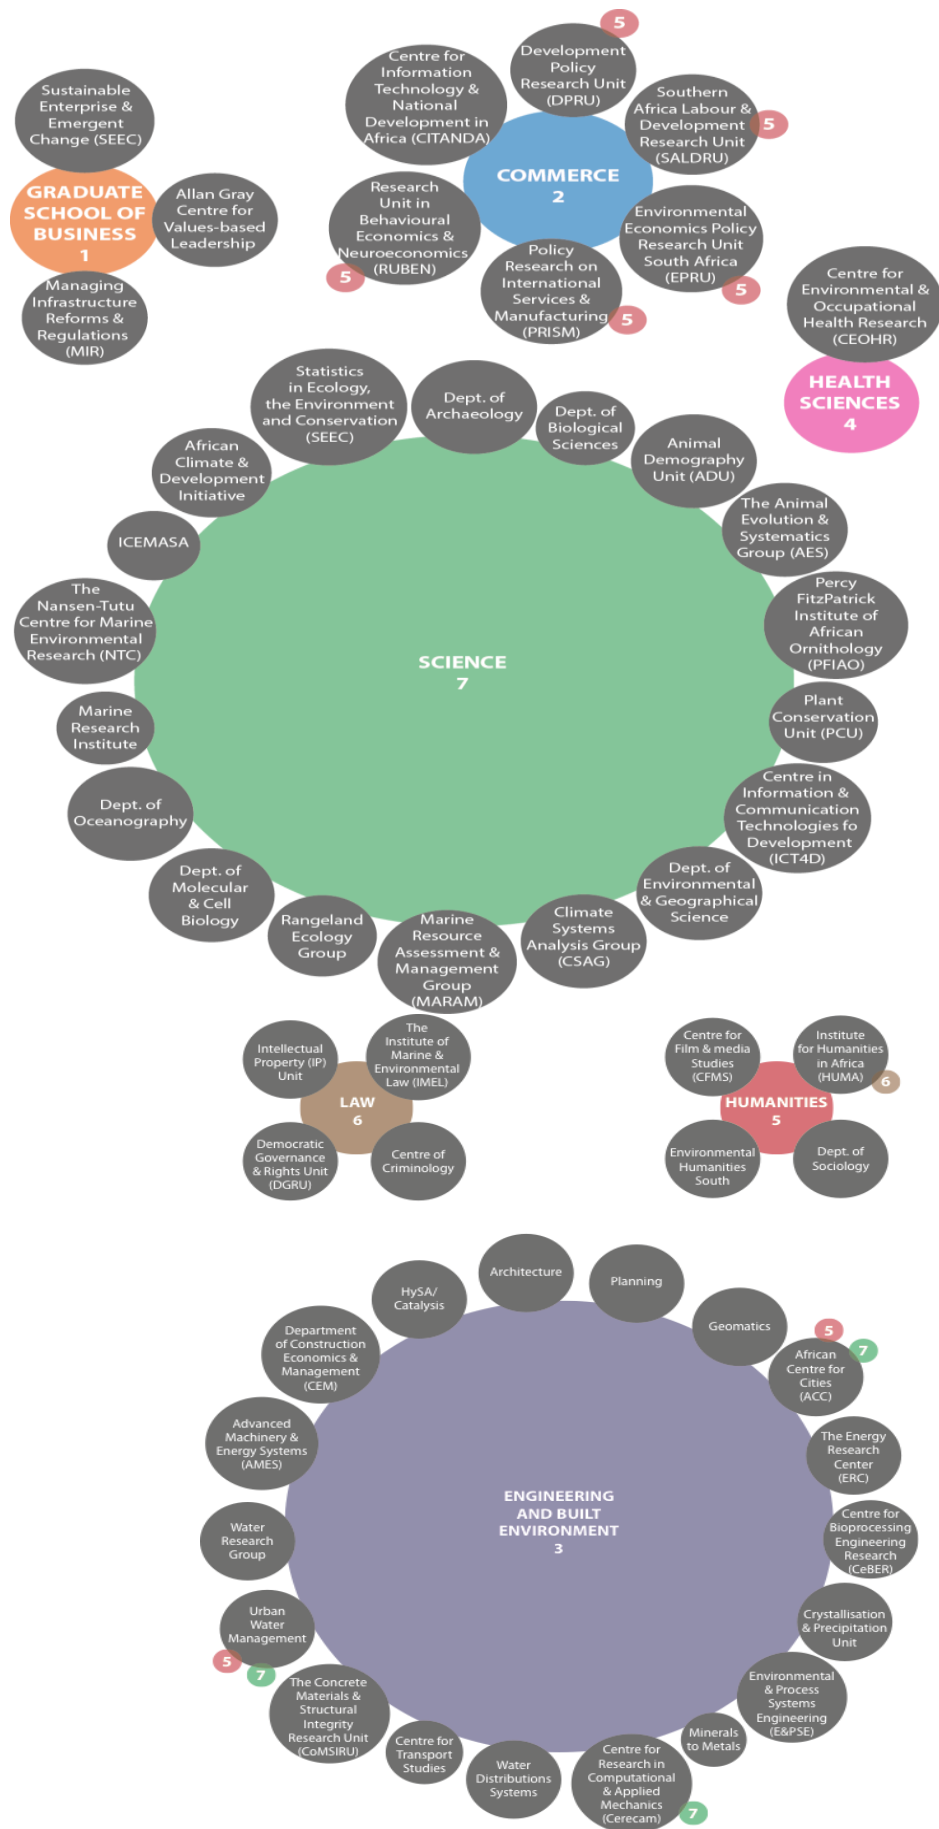 Sustainable
Enterprise &
Emergent
Change (SEEC)
GRADUATE
SCHOOL OF
BUSINESS
1
Allan Gray
Centre for
Values-based
Leadership
Managing
Infrastructure
Reforms &
Regulations
(MIR)
Centre for
Information
Technology &
National
Development in
Africa (CITANDA)
5
Development
Policy
Research Unit
(DPRU)
Southern
Africa Labour &
Development
Research Unit
(SALDRU)
5
COMMERCE
2
Research
Unit in
Behavioural
Economics &
Neuroeconomics
(RUBEN)
5
Environmental
Economics Policy
Research Unit
South Africa
(EPRU)
5
Policy
Research on
International
Services &
Manufacturing
(PRISM)
5
Centre for
Environmental &
Occupational
Health Research
(CEOHR)
HEALTH
SCIENCES
4
Statistics
in Ecology,
the Environment
and Conservation
(SEEC)
Dept. of
Archaeology
Dept. of
Biological
Sciences
Animal
Demography
Unit (ADU)
The Animal
Evolution &
Systematics
Group (AES)
Percy
FitzPatrick
Institute of
African
Ornithology
(PFIAO)
Plant
Conservation
Unit (PCU)
Centre in
Information &
Communication
Technologies fo
Development
(ICT4D)
Dept. of
Environmental
& Geographical
Science
Climate
Systems
Analysis Group
(CSAG)
Marine
Resource
Assessment &
Management
Group
(MARAM)
Rangeland
Ecology
Group
Dept. of
Molecular
& Cell
Biology
Dept. of
Oceanography
Marine
Research
Institute
The
Nansen-Tutu
Centre for Marine
Environmental
Research (NTC)
ICEMASA
African
Climate &
Development
Initiative
SCIENCE
7
Intellectual
Property (IP)
Unit
The
Institute of
Marine &
Environmental
Law (IMEL)
LAW
6
Democratic
Governance
& Rights Unit
(DGRU)
Centre of
Criminology
Centre for
Film & media
Studies
(CFMS)
Institute
for Humanities
in Africa
(HUMA)
6
HUMANITIES
5
Environmental
Humanities
South
Dept. of
Sociology
HySA/
Catalysis
Architecture
Planning
Geomatics
5
7
African
Centre for
Cities
(ACC)
The Energy
Research
Center
(ERC)
Centre for
Bioprocessing
Engineering
Research
(CeBER)
Crystallisation
& Precipitation
Unit
Environmental
& Process
Systems
Engineering
(E&PSE)
Minerals
to Metals
Centre for
Research in
Computational
& Applied
Mechanics
(Cerecam)
7
Water
Distributions
Systems
Centre for
Transport
Studies
The Concrete
Materials &
Structural
Integrity
Research Unit
(CoMSIRU)
Urban
Water
Management
5
7
Water
Research
Group
Advanced
Machinery &
Energy Systems
(AMES)
Department
of Construction
Economics &
Management
(CEM)
ENGINEERING
AND BUILT
ENVIRONMENT
3